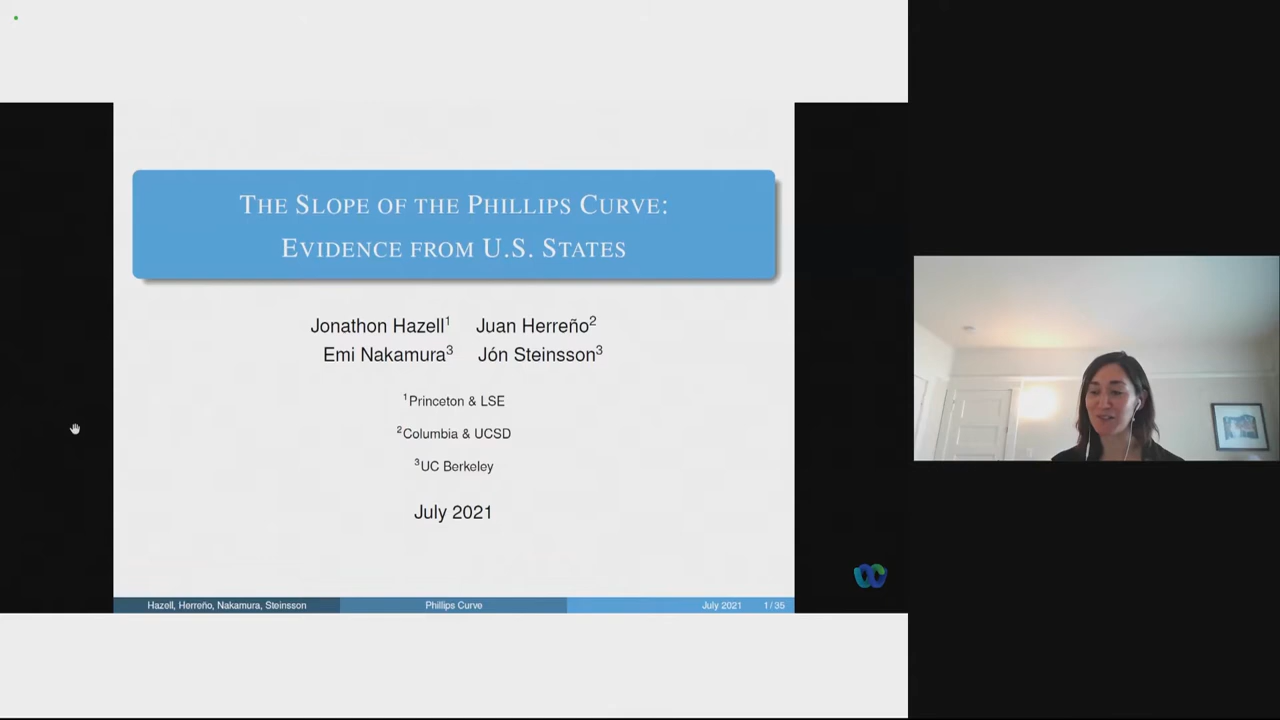 THE SLOPE OF THE PHILLIPS CURVE:
EVIDENCE FROM U.S. STATES
Jonathon Hazell¹ Juan Herreño²
Emi Nakamura³ Jón Steinsson³
¹Princeton & LSE
²Columbia & UCSD
³UC Berkeley
July 2021
Hazell, Herreño, Nakamura, Steinsson Phillips Curve July 2021 1 / 35